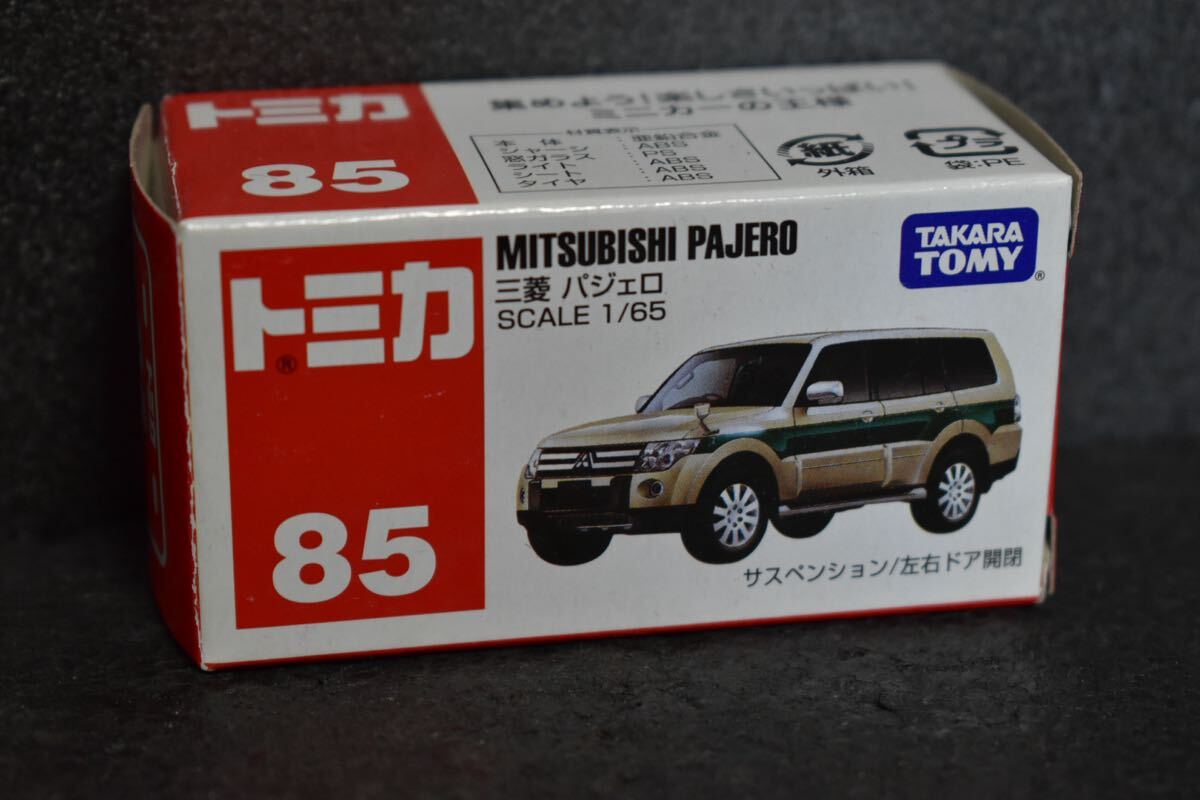 トミカ
85
集めよう!楽しさいっぱい!
ミニカーの王様
材質表示
本体 : 亜鉛合金
シャーシ : ABS
窓ガラス : PS
ライト : ABS
シート : ABS
タイヤ : ABS
紙
外箱
プラ
袋:PE
トミカ®
85
MITSUBISHI PAJERO
三菱 パジェロ
SCALE 1/65
TAKARA
TOMY®
サスペンション/左右ドア開閉